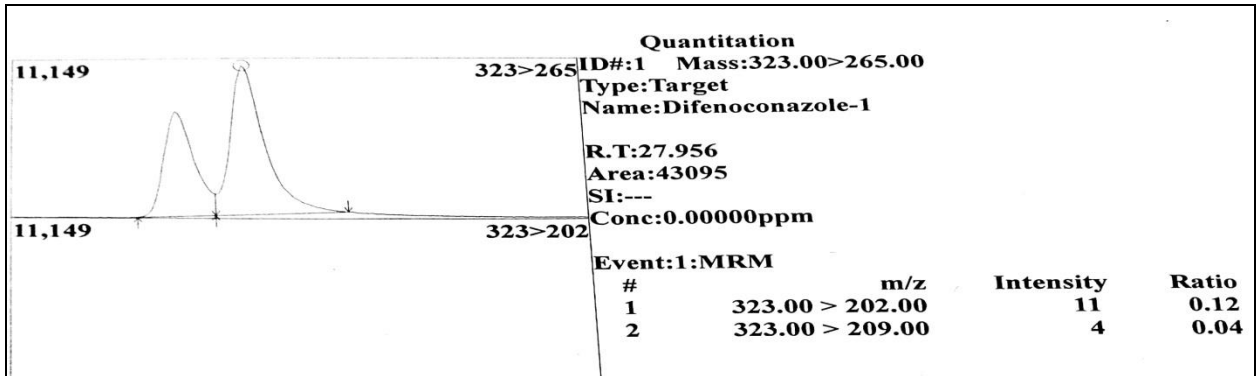 11,149 323>265
11,149 323>202
Quantitation
ID#:1 Mass:323.00>265.00
Type:Target
Name:Difenoconazole-1
R.T:27.956
Area:43095
SI:---
Conc:0.00000ppm
Event:1:MRM
# m/z Intensity Ratio
1 323.00 > 202.00 11 0.12
2 323.00 > 209.00 4 0.04